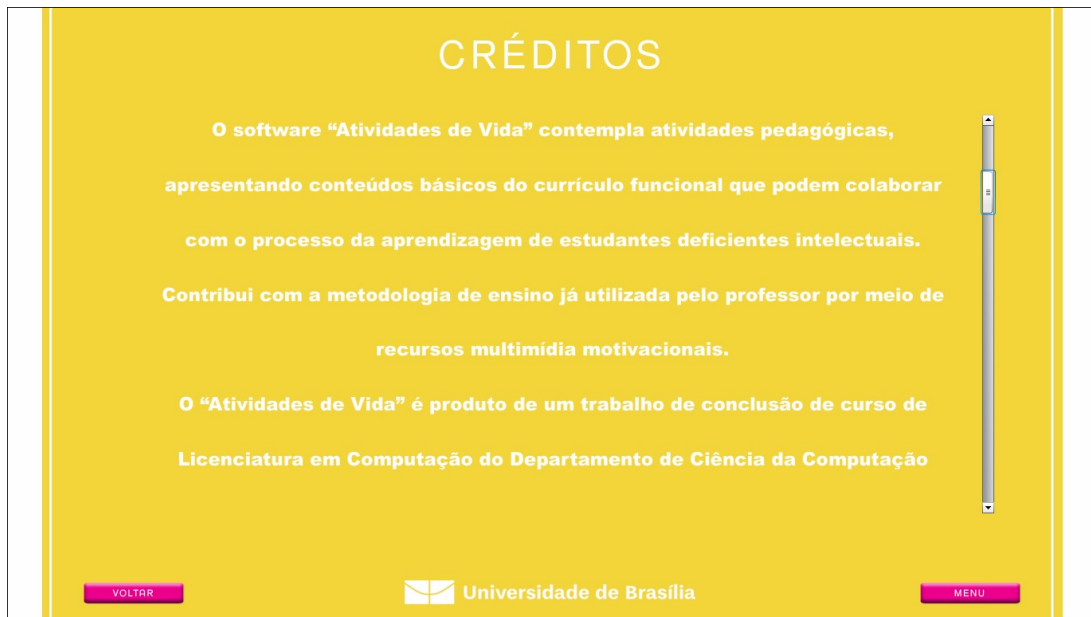 CRÉDITOS
O software “Atividades de Vida” contempla atividades pedagógicas,
apresentando conteúdos básicos do currículo funcional que podem colaborar
com o processo da aprendizagem de estudantes deficientes intelectuais.
Contribui com a metodologia de ensino já utilizada pelo professor por meio de
recursos multimídia motivacionais.
O “Atividades de Vida” é produto de um trabalho de conclusão de curso de
Licenciatura em Computação do Departamento de Ciência da Computação
VOLTAR
Universidade de Brasília
MENU